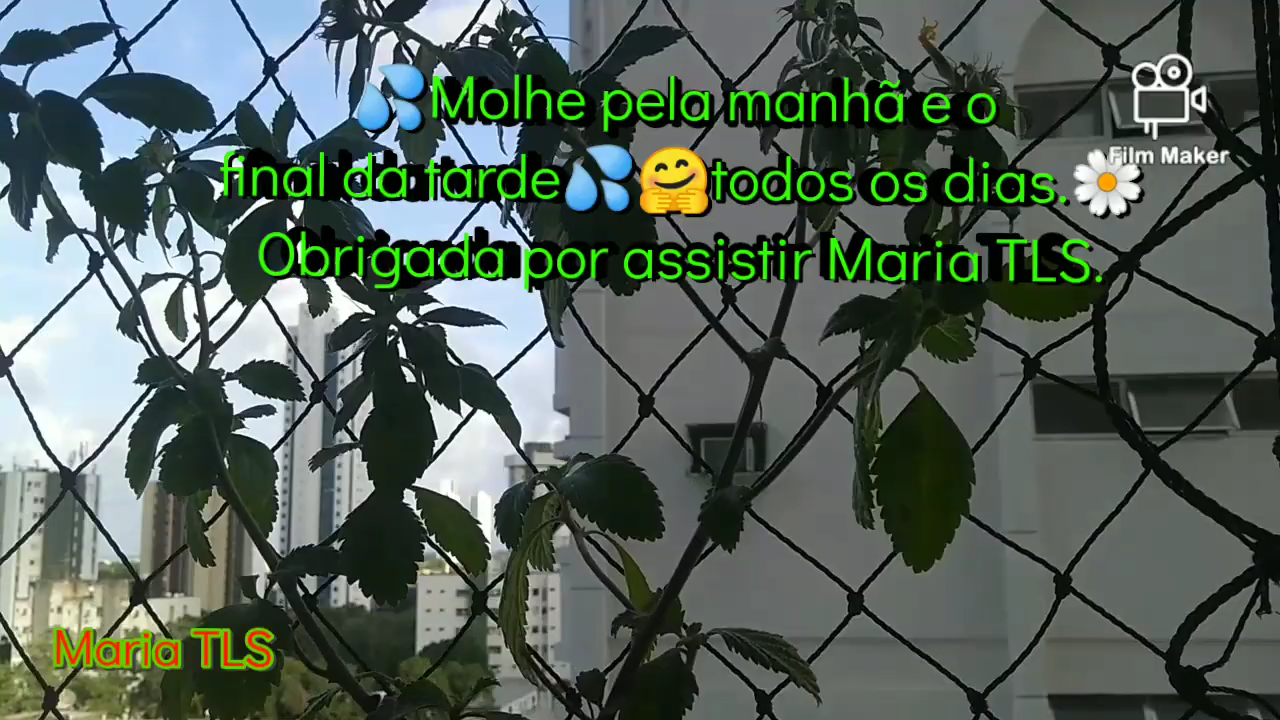 💦Molhe pela manhã e o
final da tarde💦🤗todos os dias.🌼
Obrigada por assistir Maria TLS.
Film Maker
Maria TLS